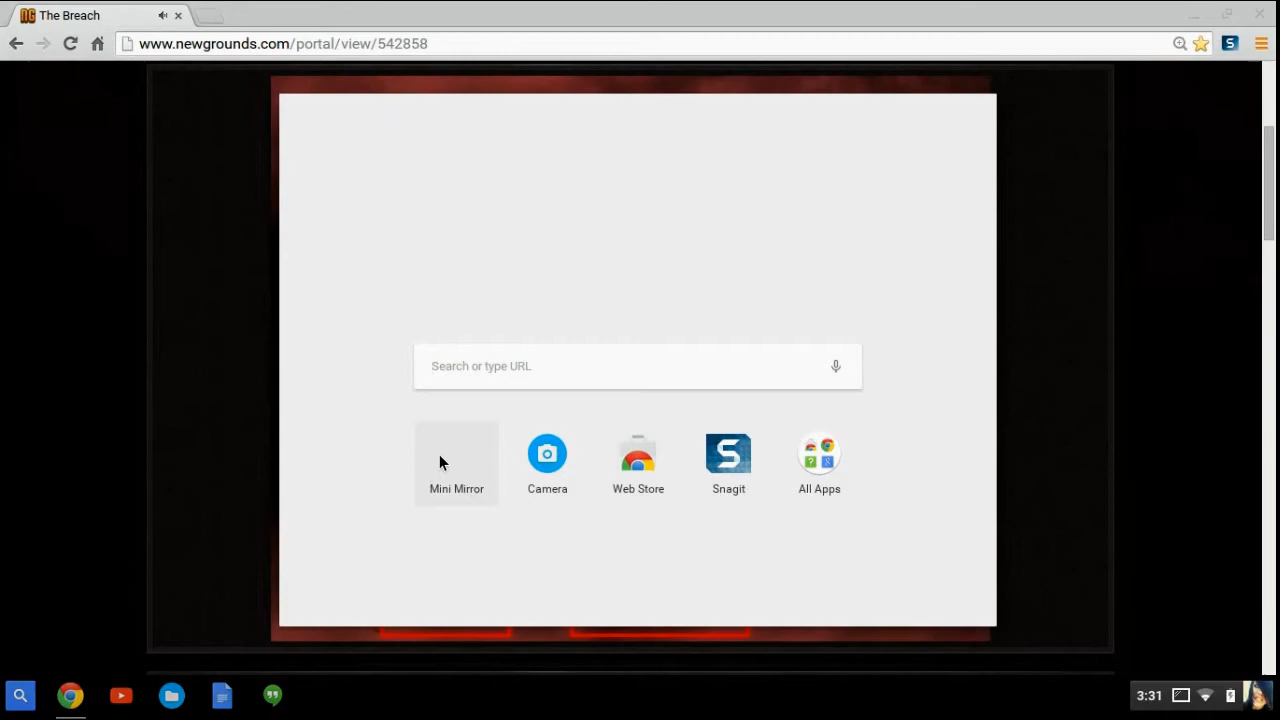 The Breach
www.newgrounds.com/portal/view/542858
Search or type URL
Mini Mirror
Camera
Web Store
Snagit
All Apps
3:31